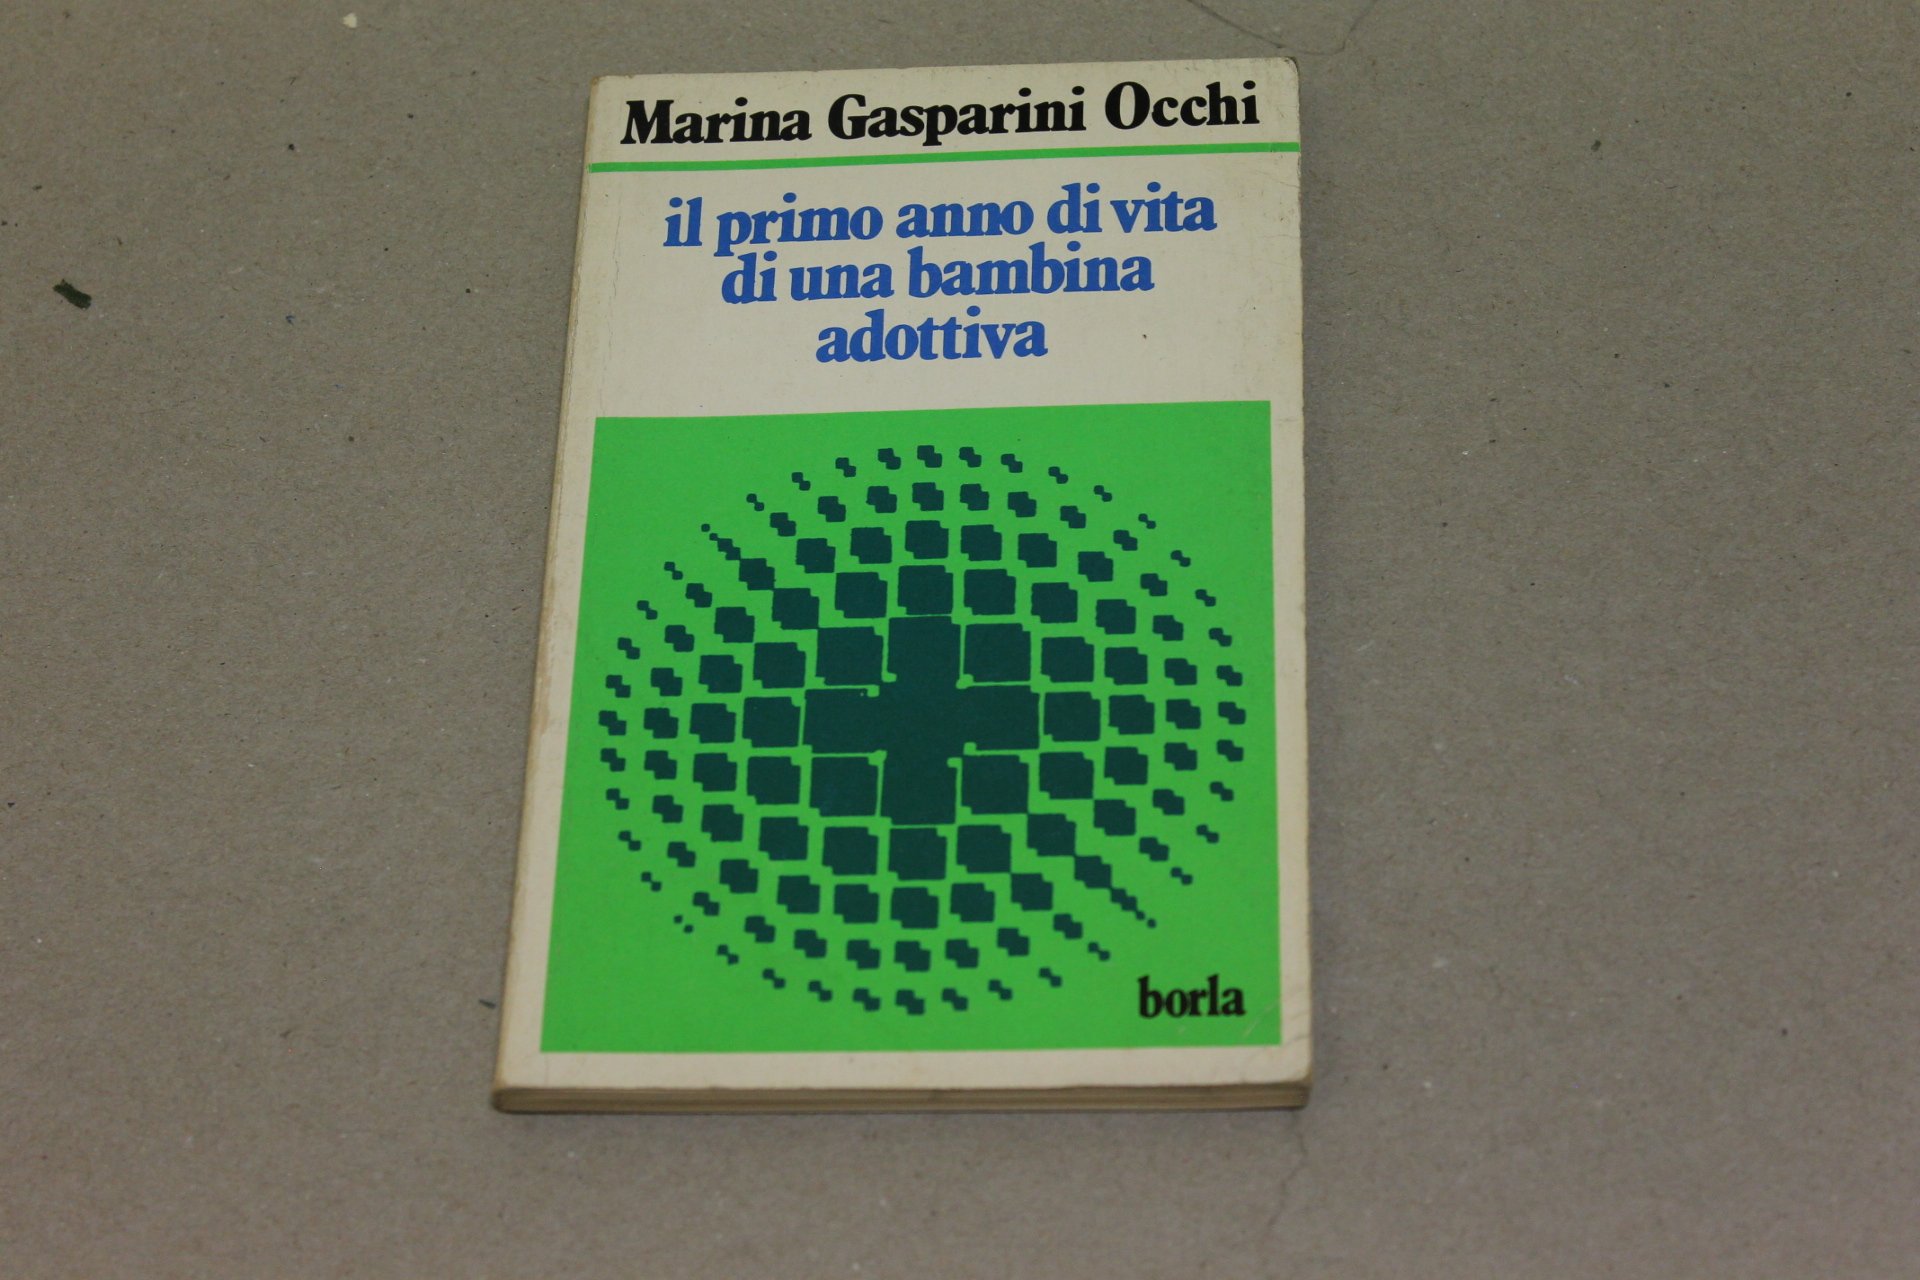 Marina Gasparini Occhi
il primo anno di vita
di una bambina
adottiva
borla